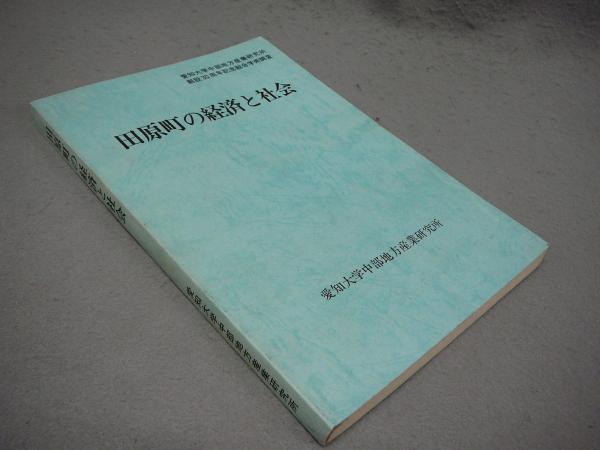 愛知大学中部地方産業研究所
創設30周年記念総合学術調査
田原町の経済と社会
愛知大学中部地方産業研究所
田原町の経済と社会
愛知大学中部地方産業研究所